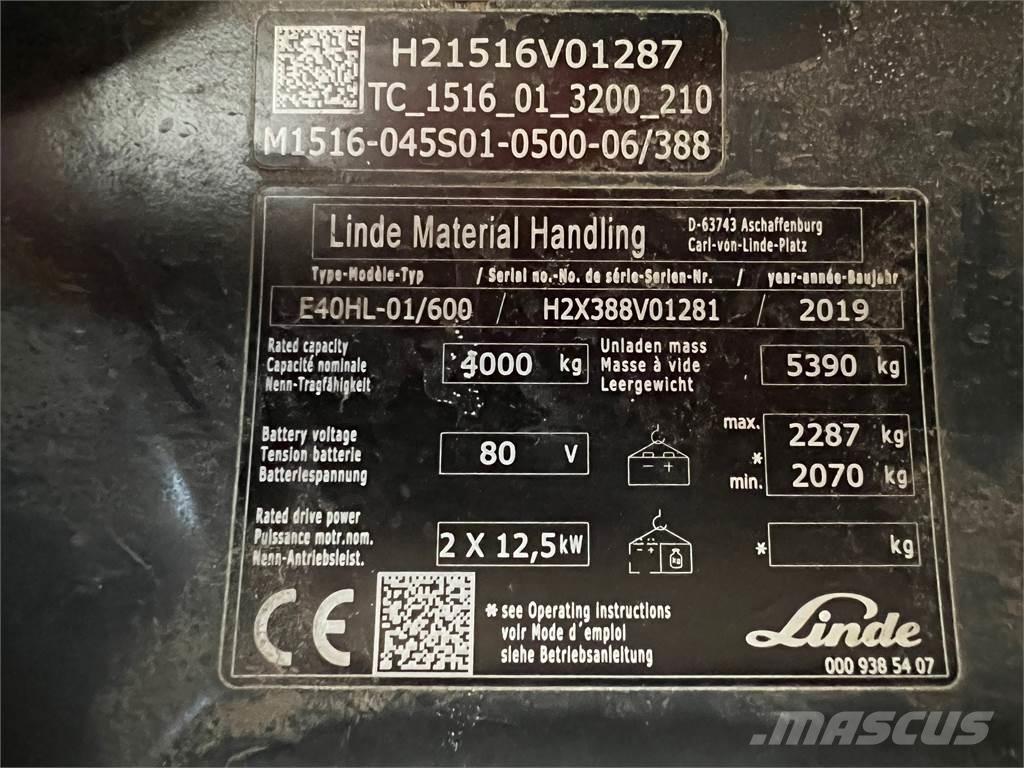 H21516V01287
TC_1516_01_3200_210
M1516-045S01-0500-06/388
Linde Material Handling
D-63743 Aschaffenburg
Carl-von-Linde-Platz
Type-Modèle-Typ / Serial no.-No. de série-Serien-Nr. / year-année-Baujahr
E40HL-01/600 / H2X388V01281 / 2019
Rated capacity
Capacité nominale
Nenn-Tragfähigkeit
4000 kg
Unladen mass
Masse à vide
Leergewicht
5390 kg
Battery voltage
Tension batterie
Batteriespannung
80 V
- +
max. 2287 kg
*
min. 2070 kg
Rated drive power
Puissance motr.nom.
Nenn-Antriebsleist.
2 X 12,5kW
- + kg
* kg
CE
* see Operating instructions
voir Mode d'emploi
siehe Betriebsanleitung
Linde
000 938 54 07
MASCUS